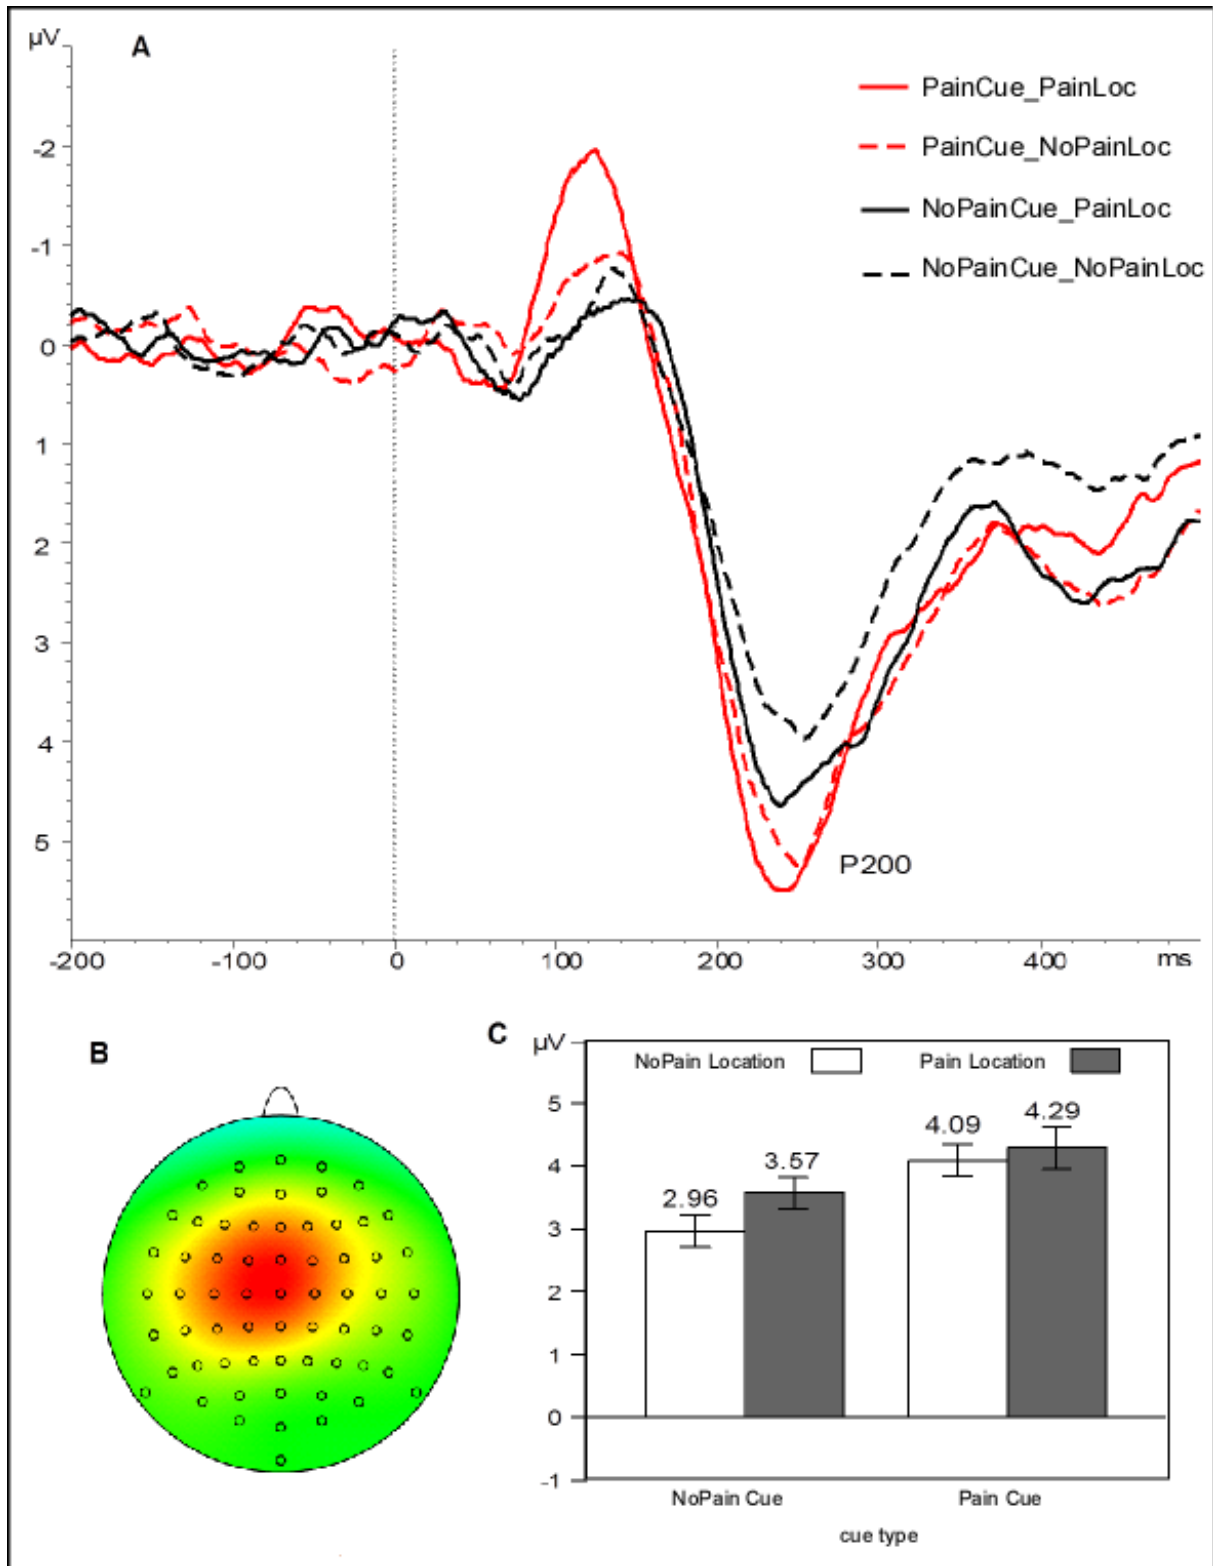 µV
A
PainCue_PainLoc
PainCue_NoPainLoc
NoPainCue_PainLoc
NoPainCue_NoPainLoc
-2
-1
0
1
2
3
4
5
P200
-200 -100 0 100 200 300 400 ms
B
C
µV
NoPain Location Pain Location
5
4
3
2
1
0
-1
2.96
3.57
4.09
4.29
NoPain Cue Pain Cue
cue type